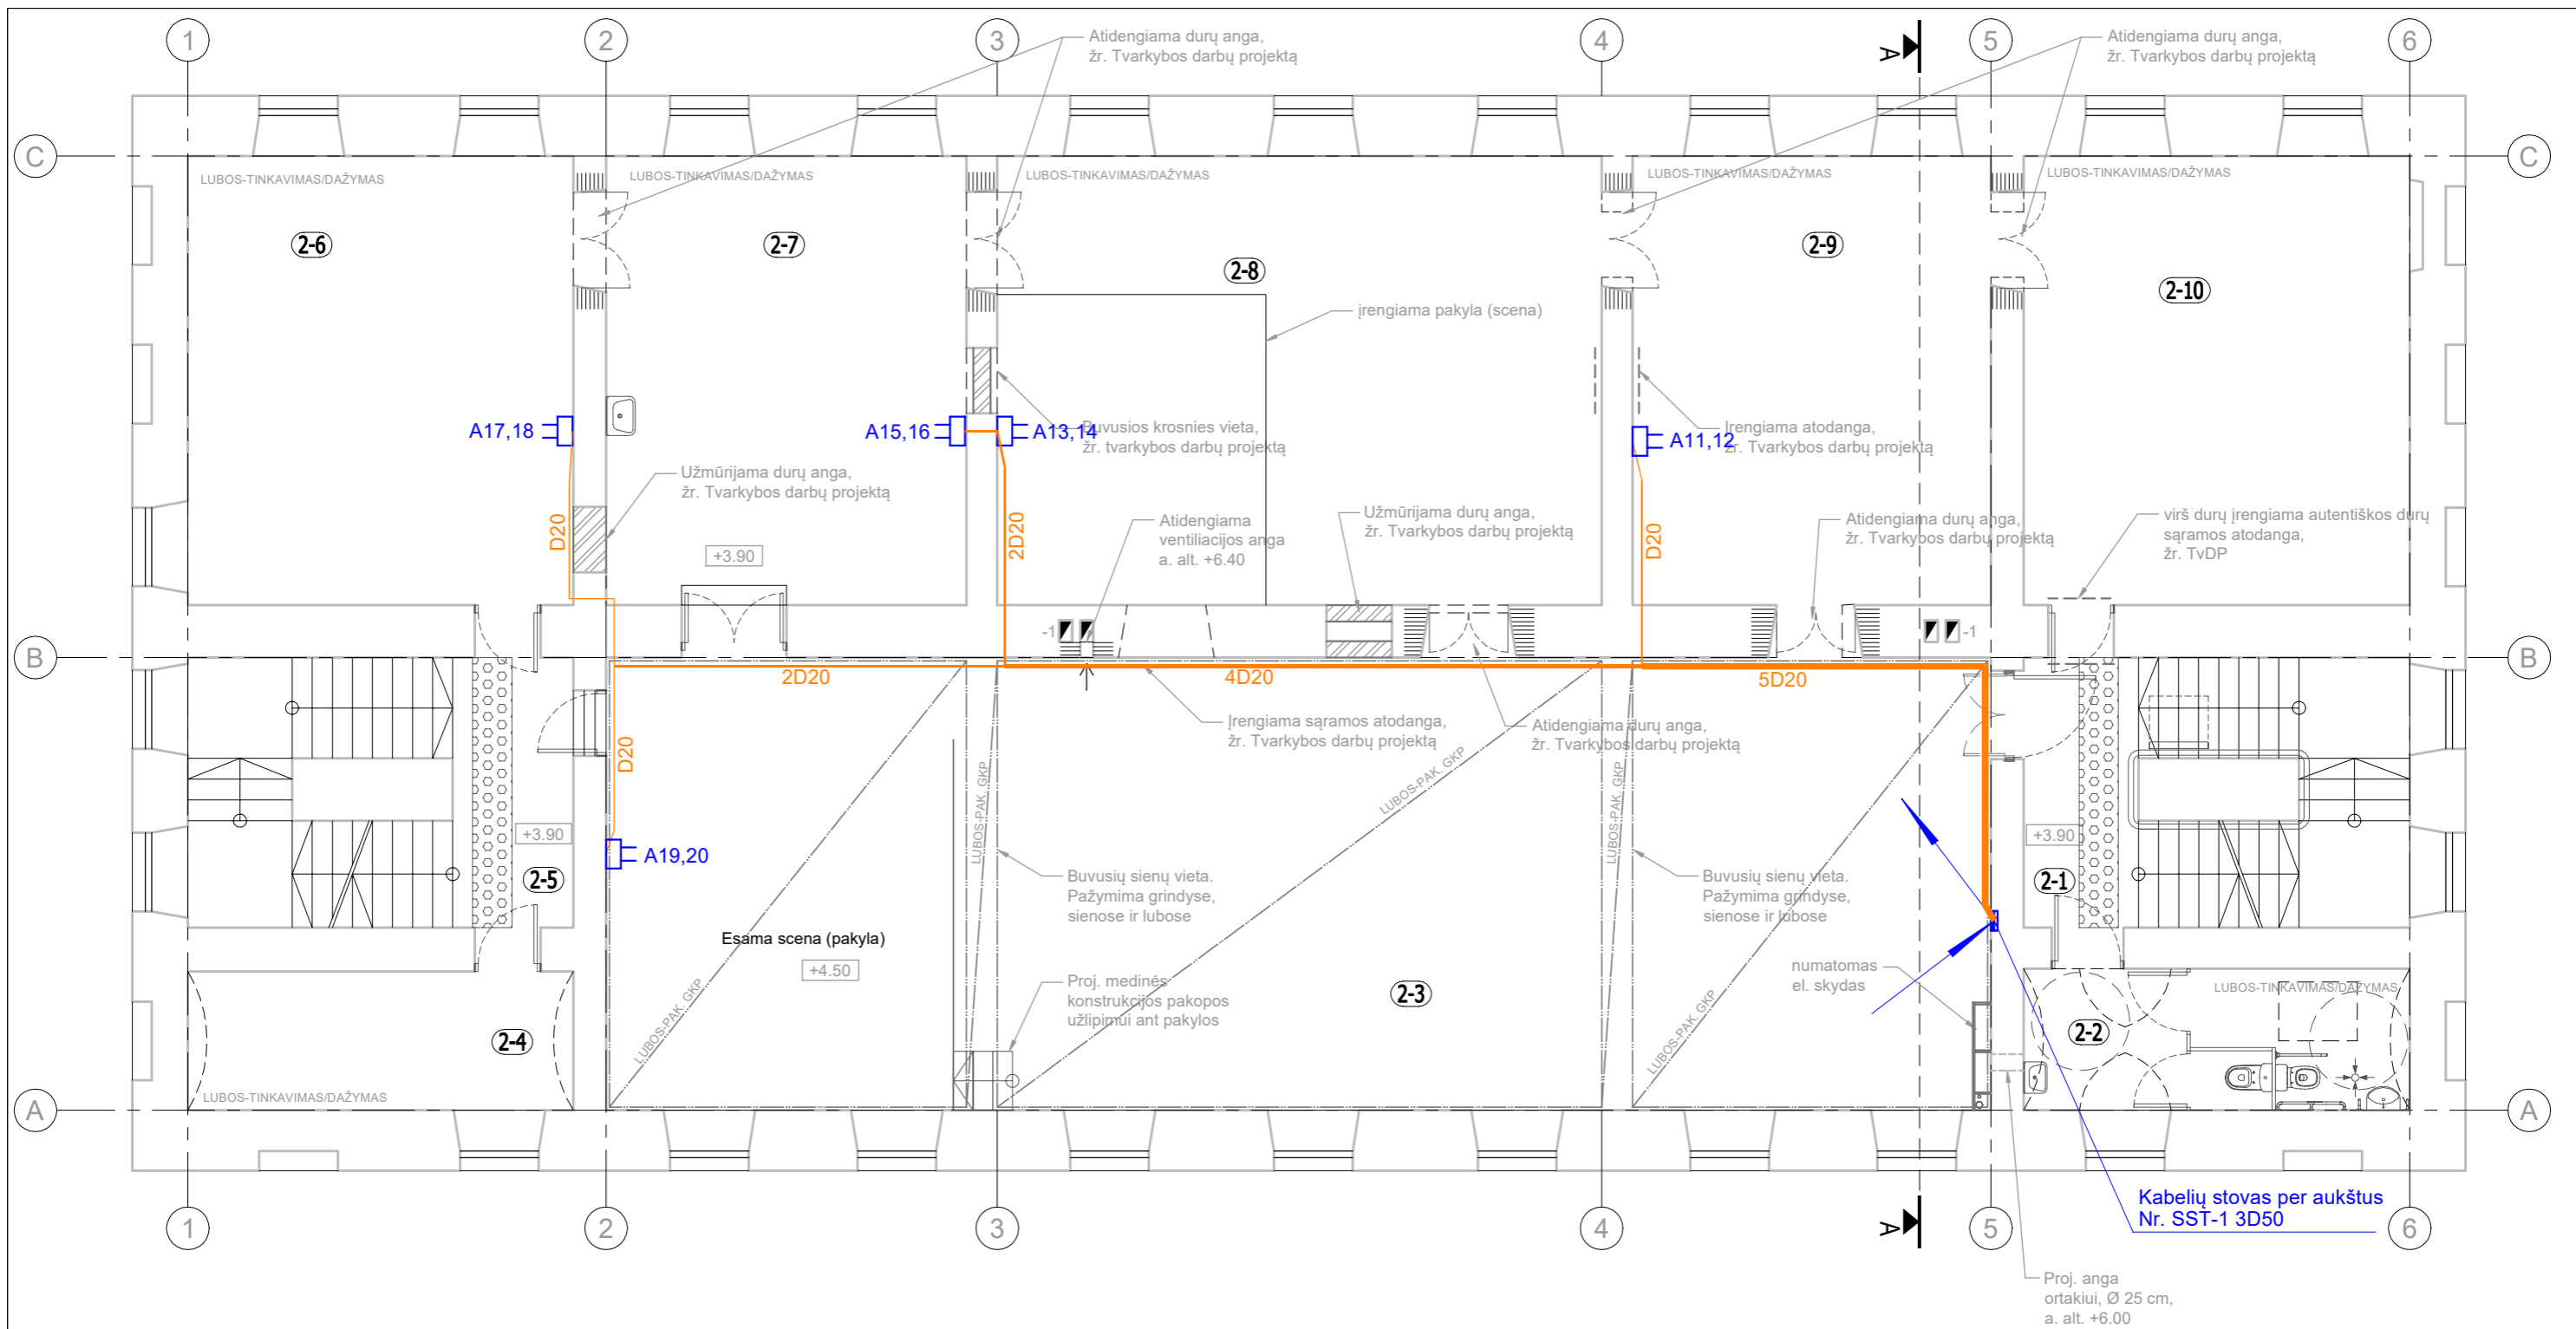 1
2
3
4
5
6
A
Atidengiama durų anga,
žr. Tvarkybos darbų projektą
Atidengiama durų anga,
žr. Tvarkybos darbų projektą
C
C
LUBOS-TINKAVIMAS/DAŽYMAS
LUBOS-TINKAVIMAS/DAŽYMAS
LUBOS-TINKAVIMAS/DAŽYMAS
LUBOS-TINKAVIMAS/DAŽYMAS
LUBOS-TINKAVIMAS/DAŽYMAS
2-6
2-7
2-8
2-9
2-10
įrengiama pakyla (scena)
A17,18
A15,16
A13,14
A11,12
Buvusios krosnies vieta,
žr. tvarkybos darbų projektą
Įrengiama atodanga,
žr. Tvarkybos darbų projektą
Užmūrijama durų anga,
žr. Tvarkybos darbų projektą
D20
2D20
D20
+3.90
Atidengiama
ventiliacijos anga
a. alt. +6.40
Užmūrijama durų anga,
žr. Tvarkybos darbų projektą
Atidengiama durų anga,
žr. Tvarkybos darbų projektą
virš durų įrengiama autentiškos durų
sąramos atodanga,
žr. TvDP
-1
-1
B
B
2D20
4D20
5D20
D20
Įrengiama sąramos atodanga,
žr. Tvarkybos darbų projektą
Atidengiama durų anga,
žr. Tvarkybos darbų projektą
LUBOS-PAK. GKP
LUBOS-PAK. GKP
LUBOS-PAK. GKP
+3.90
+3.90
A19,20
2-5
2-1
Buvusių sienų vieta.
Pažymima grindyse,
sienose ir lubose
Buvusių sienų vieta.
Pažymima grindyse,
sienose ir lubose
Esama scena (pakyla)
+4.50
Proj. medinės
konstrukcijos pakopos
užlipimui ant pakylos
LUBOS-PAK. GKP
LUBOS-PAK. GKP
2-3
numatomas
el. skydas
LUBOS-TINKAVIMAS/DAŽYMAS
2-4
2-2
LUBOS-TINKAVIMAS/DAŽYMAS
A
A
Kabelių stovas per aukštus
Nr. SST-1 3D50
1
2
3
4
A
5
6
Proj. anga
ortakiui, Ø 25 cm,
a. alt. +6.00